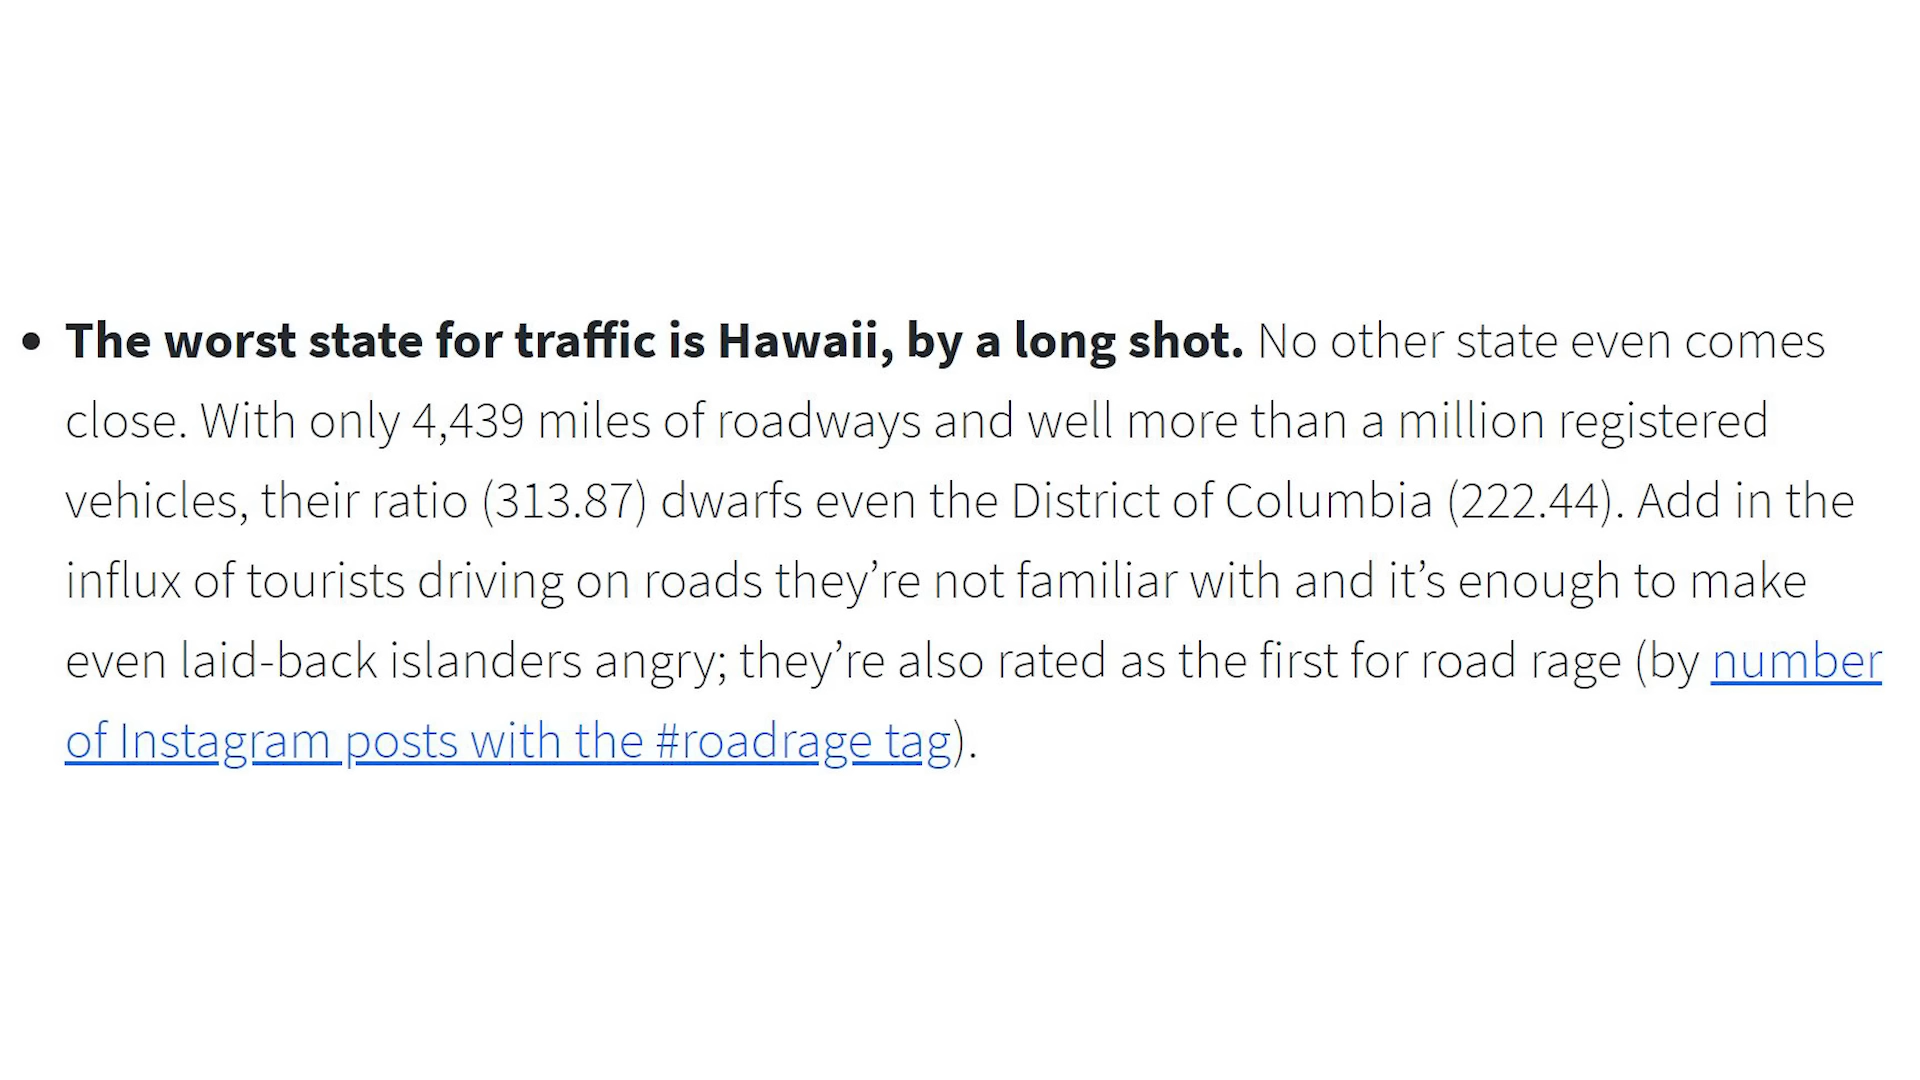 • The worst state for traffic is Hawaii, by a long shot. No other state even comes
close. With only 4,439 miles of roadways and well more than a million registered
vehicles, their ratio (313.87) dwarfs even the District of Columbia (222.44). Add in the
influx of tourists driving on roads they’re not familiar with and it’s enough to make
even laid-back islanders angry; they’re also rated as the first for road rage (by number
of Instagram posts with the #roadrage tag).